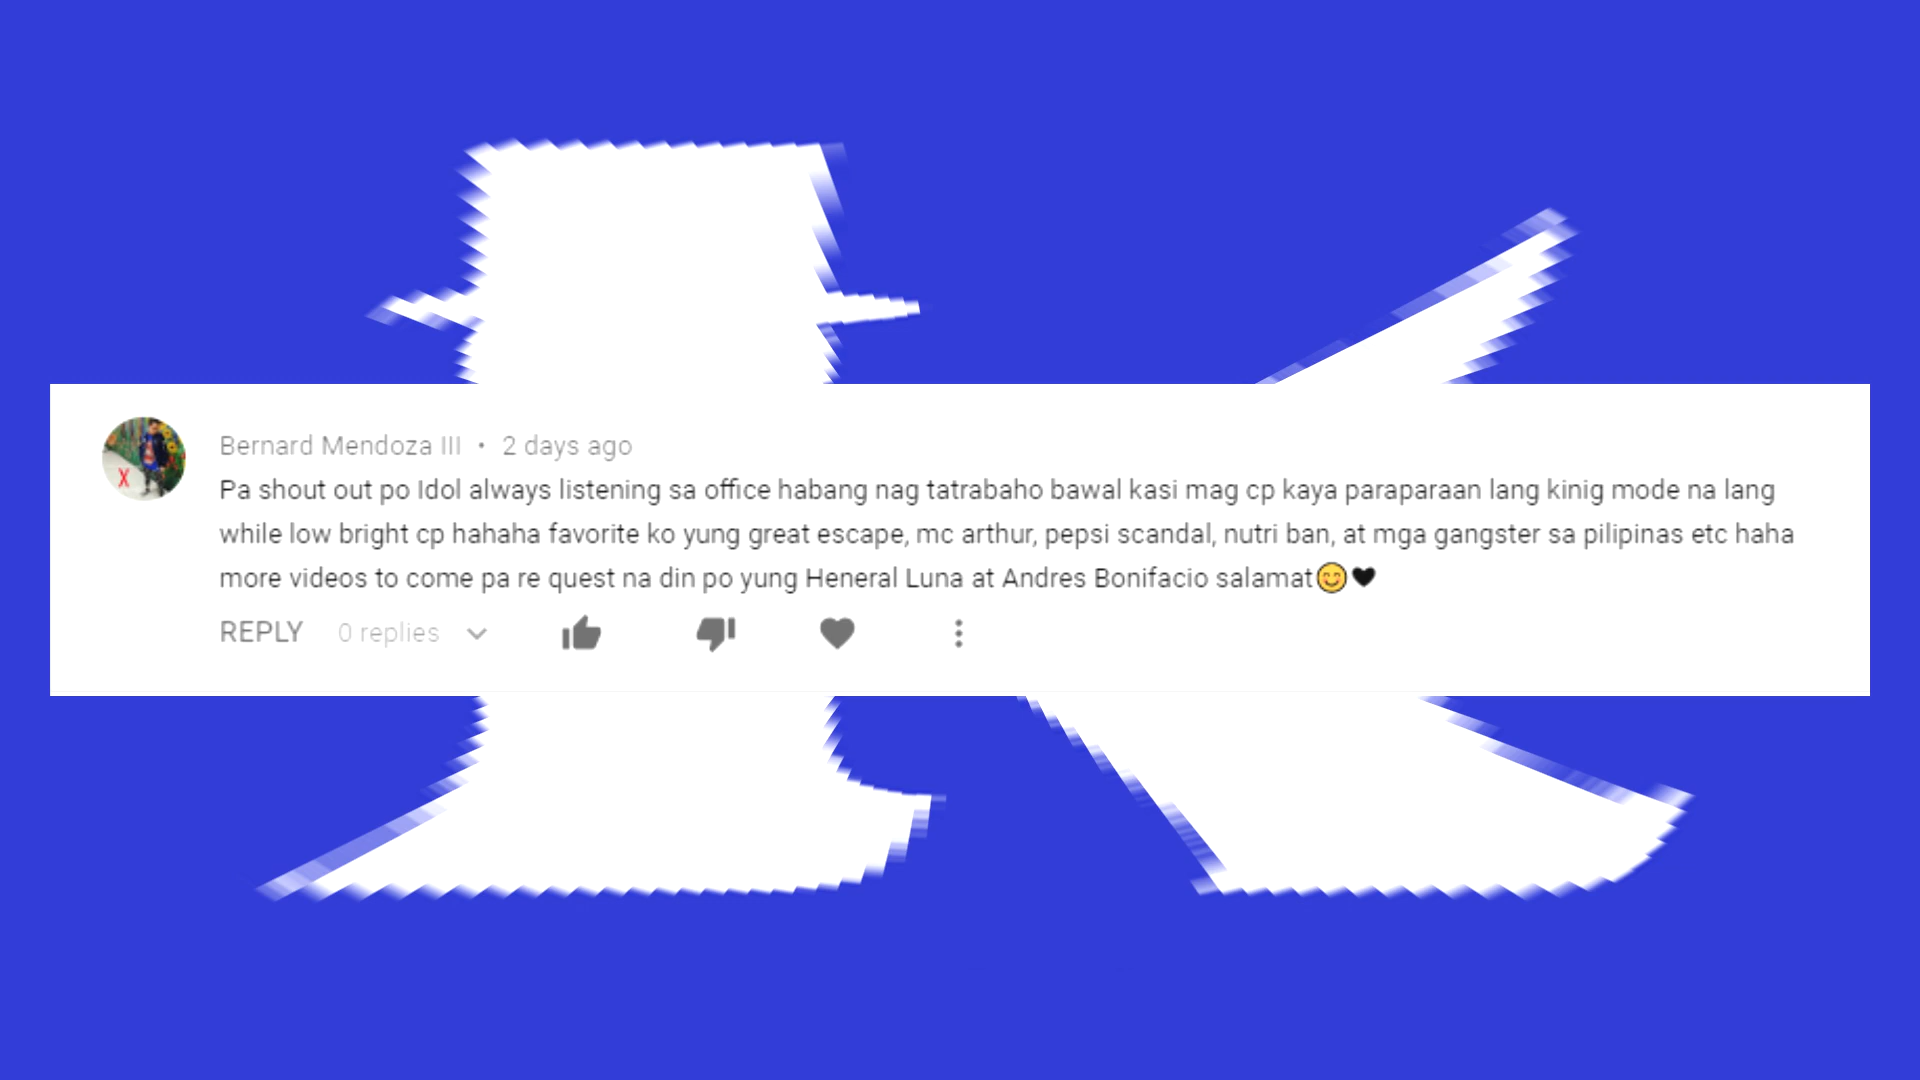 Bernard Mendoza III • 2 days ago
Pa shout out po Idol always listening sa office habang nag tatrabaho bawal kasi mag cp kaya paraparaan lang kinig mode na lang
while low bright cp hahaha favorite ko yung great escape, mc arthur, pepsi scandal, nutri ban, at mga gangster sa pilipinas etc haha
more videos to come pa re quest na din po yung Heneral Luna at Andres Bonifacio salamat😊🖤
REPLY 0 replies